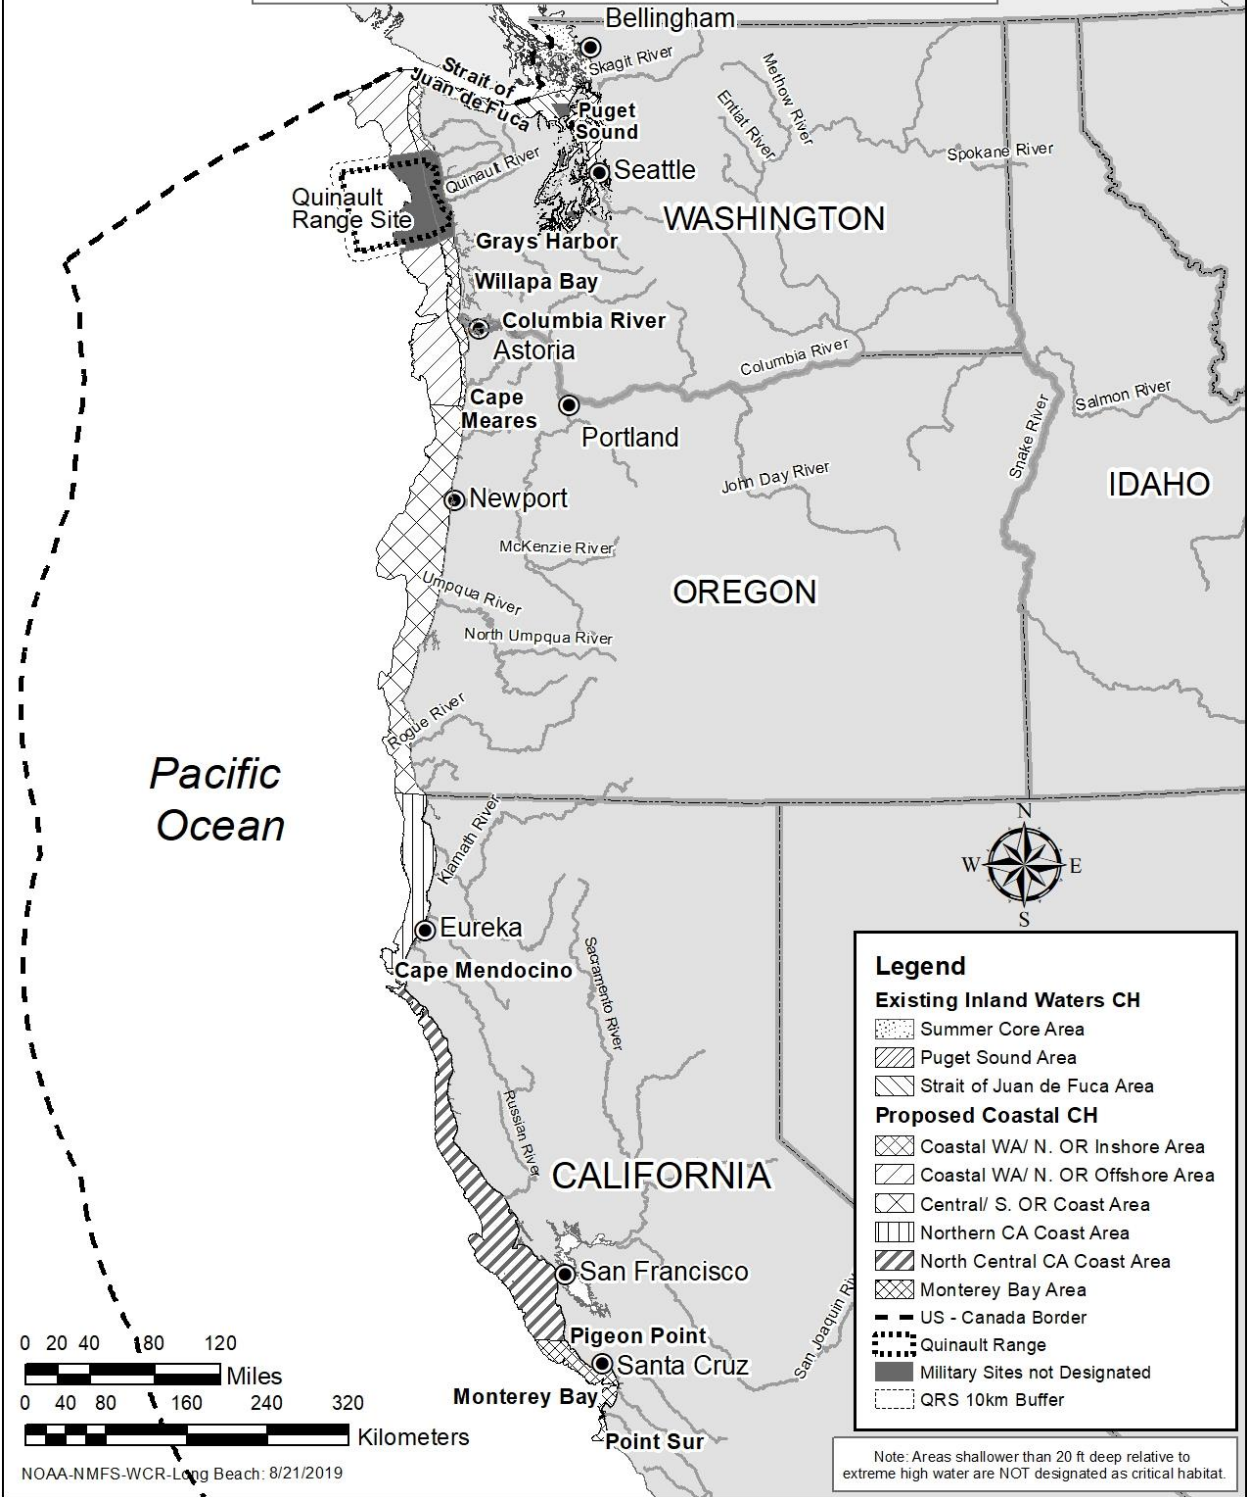 Bellingham
Skagit River
Strait of
Juan de Fuca
Methow River
Entiat River
Puget
Sound
Spokane River
Seattle
Quinault River
Quinault
Range Site
WASHINGTON
Grays Harbor
Willapa Bay
Columbia River
Astoria
Columbia River
Cape
Meares
Salmon River
Portland
Snake River
John Day River
IDAHO
Newport
McKenzie River
Umpqua River
OREGON
North Umpqua River
Rogue River
Pacific
Ocean
Klamath River
N
W
E
S
Eureka
Cape Mendocino
Sacramento River
Russian River
CALIFORNIA
San Francisco
San Joaquin Riv
Pigeon Point
Santa Cruz
Monterey Bay
Point Sur
Legend
Existing Inland Waters CH
Summer Core Area
Puget Sound Area
Strait of Juan de Fuca Area
Proposed Coastal CH
Coastal WA/ N. OR Inshore Area
Coastal WA/ N. OR Offshore Area
Central/ S. OR Coast Area
Northern CA Coast Area
North Central CA Coast Area
Monterey Bay Area
US - Canada Border
Quinault Range
Military Sites not Designated
QRS 10km Buffer
0 20 40 80 120
Miles
0 40 80 160 240 320
Kilometers
NOAA-NMFS-WCR-Long Beach: 8/21/2019
Note: Areas shallower than 20 ft deep relative to
extreme high water are NOT designated as critical habitat.